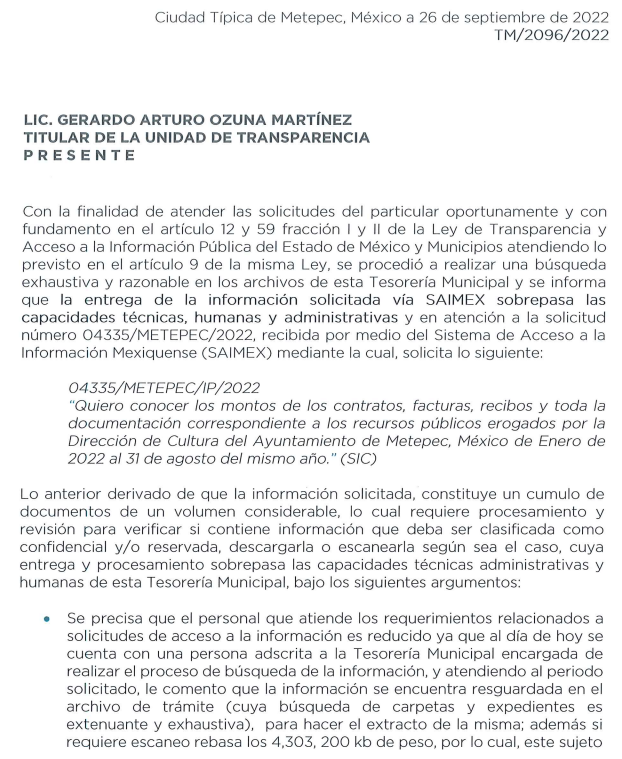 Ciudad Típica de Metepec, México a 26 de septiembre de 2022
TM/2096/2022
LIC. GERARDO ARTURO OZUNA MARTÍNEZ
TITULAR DE LA UNIDAD DE TRANSPARENCIA
P R E S E N T E
Con la finalidad de atender las solicitudes del particular oportunamente y con
fundamento en el artículo 12 y 59 fracción I y II de la Ley de Transparencia y
Acceso a la Información Pública del Estado de México y Municipios atendiendo lo
previsto en el artículo 9 de la misma Ley, se procedió a realizar una búsqueda
exhaustiva y razonable en los archivos de esta Tesorería Municipal y se informa
que la entrega de la información solicitada vía SAIMEX sobrepasa las
capacidades técnicas, humanas y administrativas y en atención a la solicitud
número 04335/METEPEC/2022, recibida por medio del Sistema de Acceso a la
Información Mexiquense (SAIMEX) mediante la cual, solicita lo siguiente:
04335/METEPEC/IP/2022
“Quiero conocer los montos de los contratos, facturas, recibos y toda la
documentación correspondiente a los recursos públicos erogados por la
Dirección de Cultura del Ayuntamiento de Metepec, México de Enero de
2022 al 31 de agosto del mismo año.” (SIC)
Lo anterior derivado de que la información solicitada, constituye un cumulo de
documentos de un volumen considerable, lo cual requiere procesamiento y
revisión para verificar si contiene información que deba ser clasificada como
confidencial y/o reservada, descargarla o escanearla según sea el caso, cuya
entrega y procesamiento sobrepasa las capacidades técnicas administrativas y
humanas de esta Tesorería Municipal, bajo los siguientes argumentos:
• Se precisa que el personal que atiende los requerimientos relacionados a
solicitudes de acceso a la información es reducido ya que al día de hoy se
cuenta con una persona adscrita a la Tesorería Municipal encargada de
realizar el proceso de búsqueda de la información, y atendiendo al periodo
solicitado, le comento que la información se encuentra resguardada en el
archivo de trámite (cuya búsqueda de carpetas y expedientes es
extenuante y exhaustiva), para hacer el extracto de la misma; además si
requiere escaneo rebasa los 4,303, 200 kb de peso, por lo cual, este sujeto